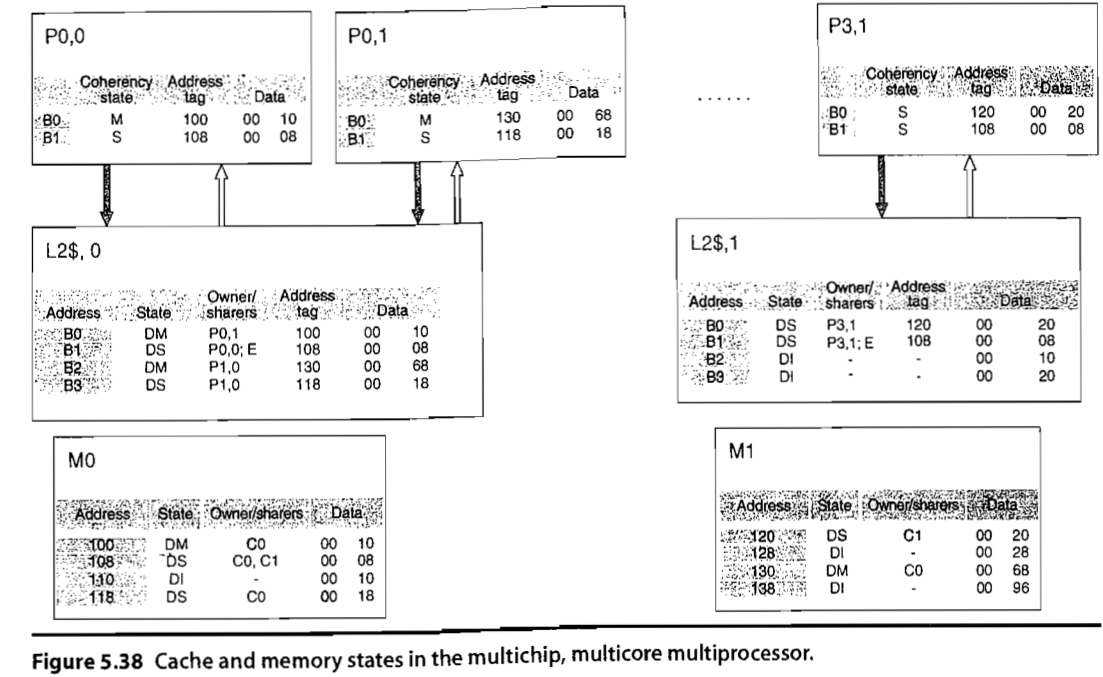 P0,0
Coherency state Address tag Data
B0 M 100 00 10
B1 S 108 00 08
P0,1
Coherency state Address tag Data
B0 M 130 00 68
B1 S 118 00 18
......
P3,1
Coherency state Address tag Data
B0 S 120 00 20
B1 S 108 00 08
L2$, 0
Address State Owner/sharers Address tag Data
B0 DM P0,1 100 00 10
B1 DS P0,0; E 108 00 08
B2 DM P1,0 130 00 68
B3 DS P1,0 118 00 18
L2$,1
Address State Owner/sharers Address tag Data
B0 DS P3,1 120 00 20
B1 DS P3,1; E 108 00 08
B2 DI - - 00 10
B3 DI - - 00 20
M0
Address State Owner/sharers Data
100 DM C0 00 10
108 DS C0, C1 00 08
110 DI - 00 10
118 DS C0 00 18
M1
Address State Owner/sharers Data
120 DS C1 00 20
128 DI - 00 28
130 DM C0 00 68
138 DI - 00 96
Figure 5.38 Cache and memory states in the multichip, multicore multiprocessor.